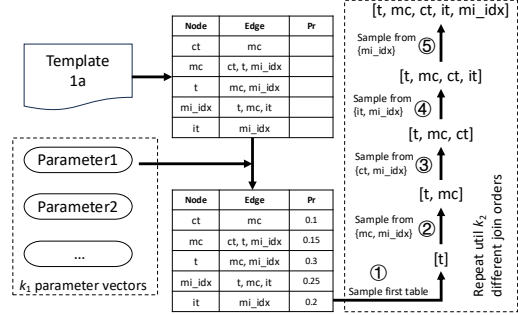 Template
1a
Node Edge Pr
ct mc
mc ct, t, mi_idx
t mc, mi_idx
mi_idx t, mc, it
it mi_idx
Parameter1
Parameter2
...
k1 parameter vectors
Node Edge Pr
ct mc 0.1
mc ct, t, mi_idx 0.15
t mc, mi_idx 0.3
mi_idx t, mc, it 0.25
it mi_idx 0.2
[t, mc, ct, it, mi_idx]
Sample from
{mi_idx}
⑤
[t, mc, ct, it]
Sample from
{it, mi_idx}
④
[t, mc, ct]
Sample from
{ct, mi_idx}
③
[t, mc]
Sample from
{mc, mi_idx}
②
[t]
①
Sample first table
Repeat util k2
different join orders